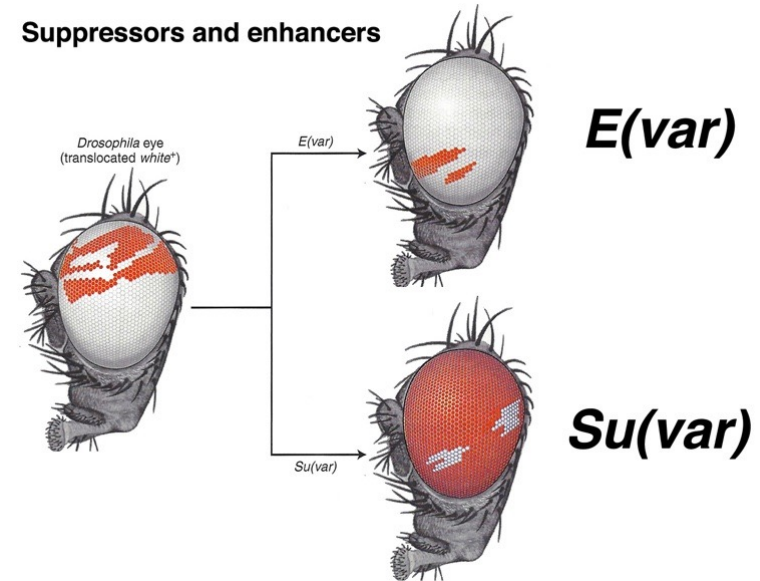 Suppressors and enhancers
Drosophila eye
(translocated white⁺)
E(var)
E(var)
Su(var)
Su(var)